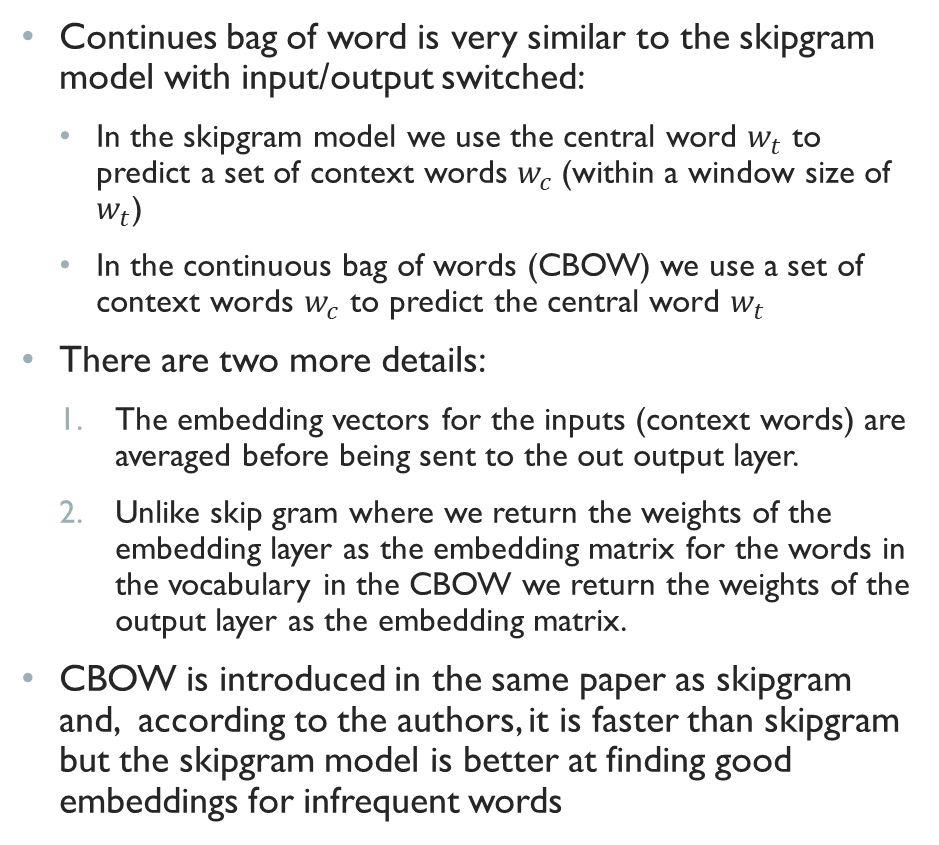 • Continues bag of word is very similar to the skipgram
model with input/output switched:
• In the skipgram model we use the central word wₜ to
predict a set of context words w_c (within a window size of
wₜ)
• In the continuous bag of words (CBOW) we use a set of
context words w_c to predict the central word wₜ
• There are two more details:
1. The embedding vectors for the inputs (context words) are
averaged before being sent to the out output layer.
2. Unlike skip gram where we return the weights of the
embedding layer as the embedding matrix for the words in
the vocabulary in the CBOW we return the weights of the
output layer as the embedding matrix.
• CBOW is introduced in the same paper as skipgram
and, according to the authors, it is faster than skipgram
but the skipgram model is better at finding good
embeddings for infrequent words